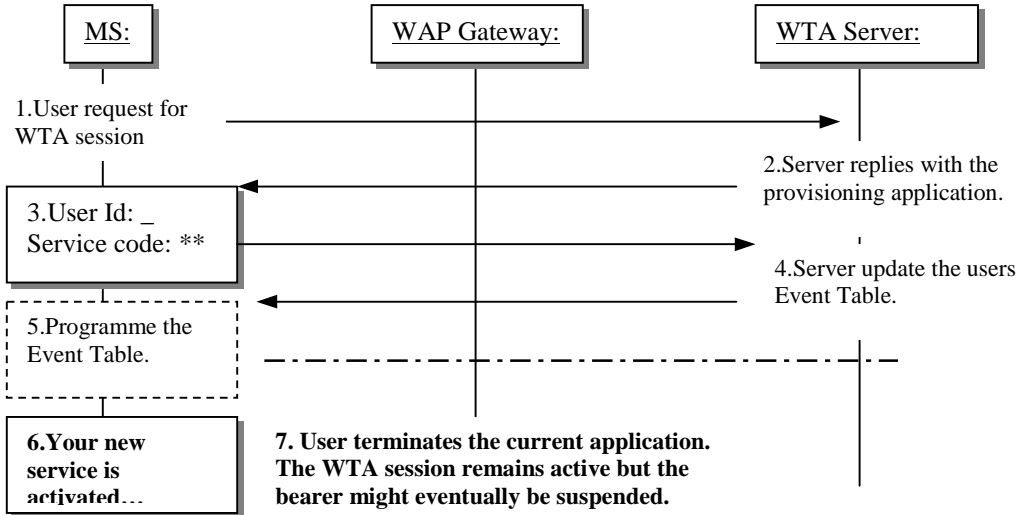 MS:
WAP Gateway:
WTA Server:
1.User request for
WTA session
2.Server replies with the
provisioning application.
3.User Id: _
Service code: **
4.Server update the users
Event Table.
5.Programme the
Event Table.
6.Your new
service is
activated…
7. User terminates the current application.
The WTA session remains active but the
bearer might eventually be suspended.